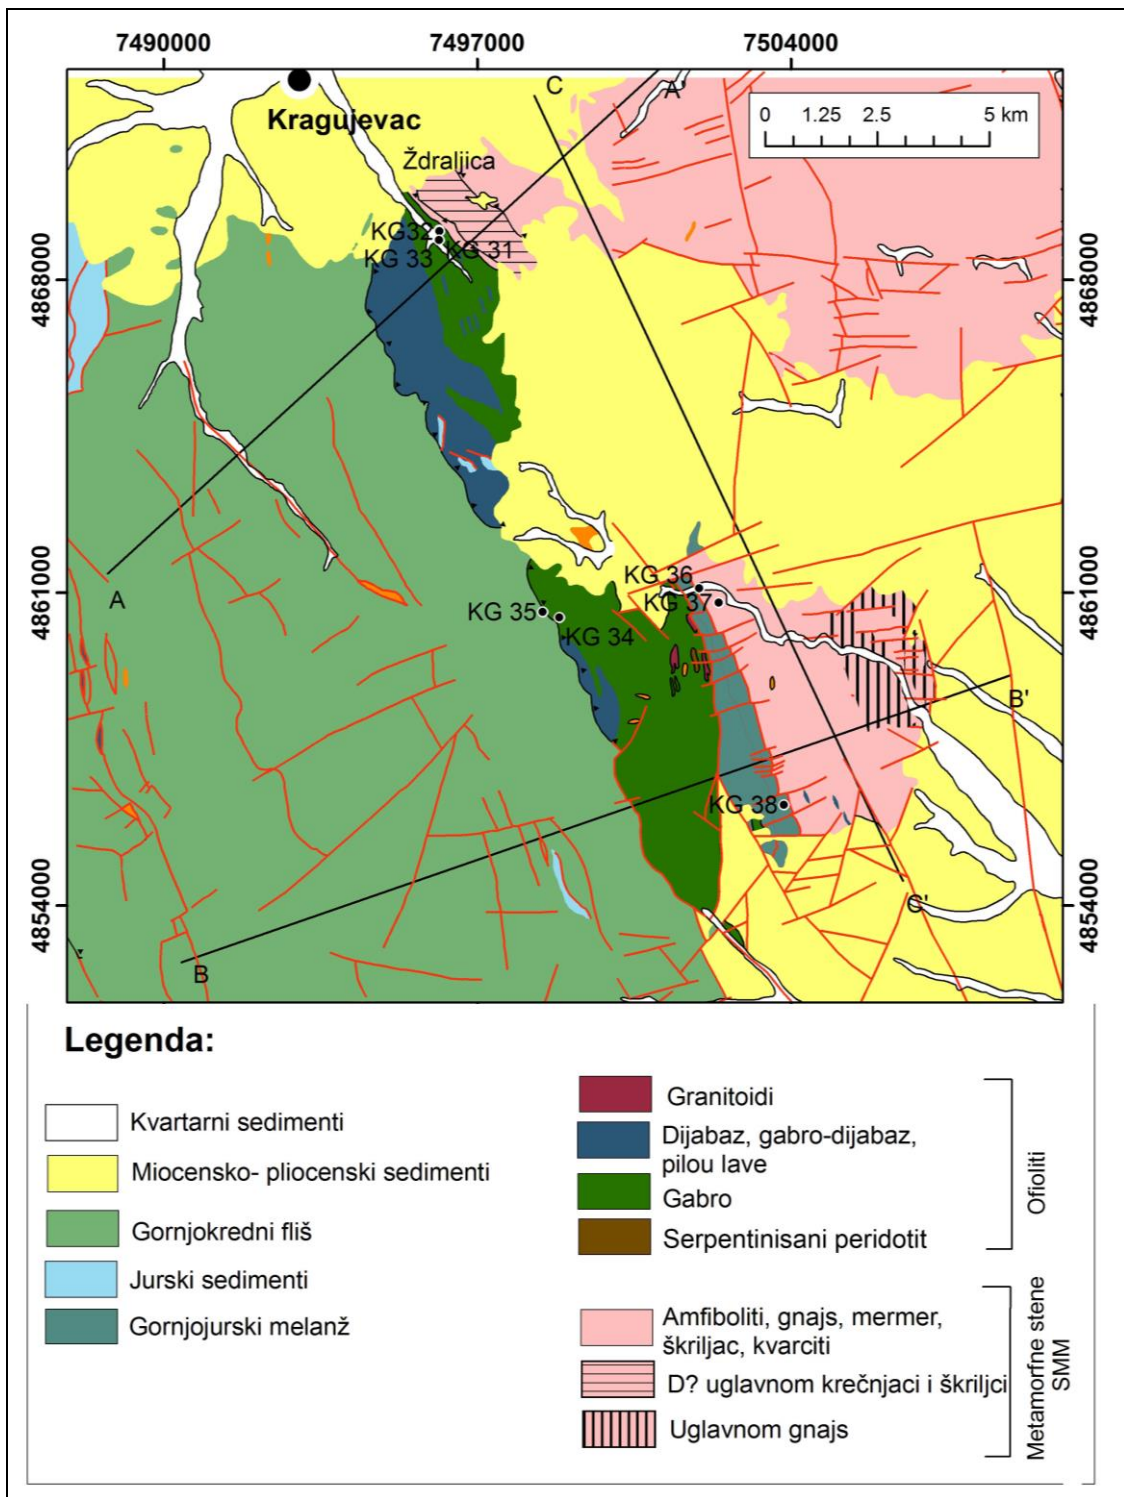 7490000 7497000 7504000
C
A'
0 1.25 2.5 5 km
Kragujevac
Ždraljica
KG32
KG 31
KG 33
4868000 4868000
4861000 4861000
KG 36
KG 37
A
KG 35
KG 34
B'
KG 38
4854000 4854000
C'
B
Legenda:
Kvartarni sedimenti
Miocensko- pliocenski sedimenti
Gornjokredni fliš
Jurski sedimenti
Gornjojurski melanž
Granitoidi
Dijabaz, gabro-dijabaz,
pilou lave
Gabro
Serpentinisani peridotit
Ofioliti
Amfiboliti, gnajs, mermer,
škriljac, kvarciti
D? uglavnom krečnjaci i škriljci
Uglavnom gnajs
Metamorfne stene
SMM